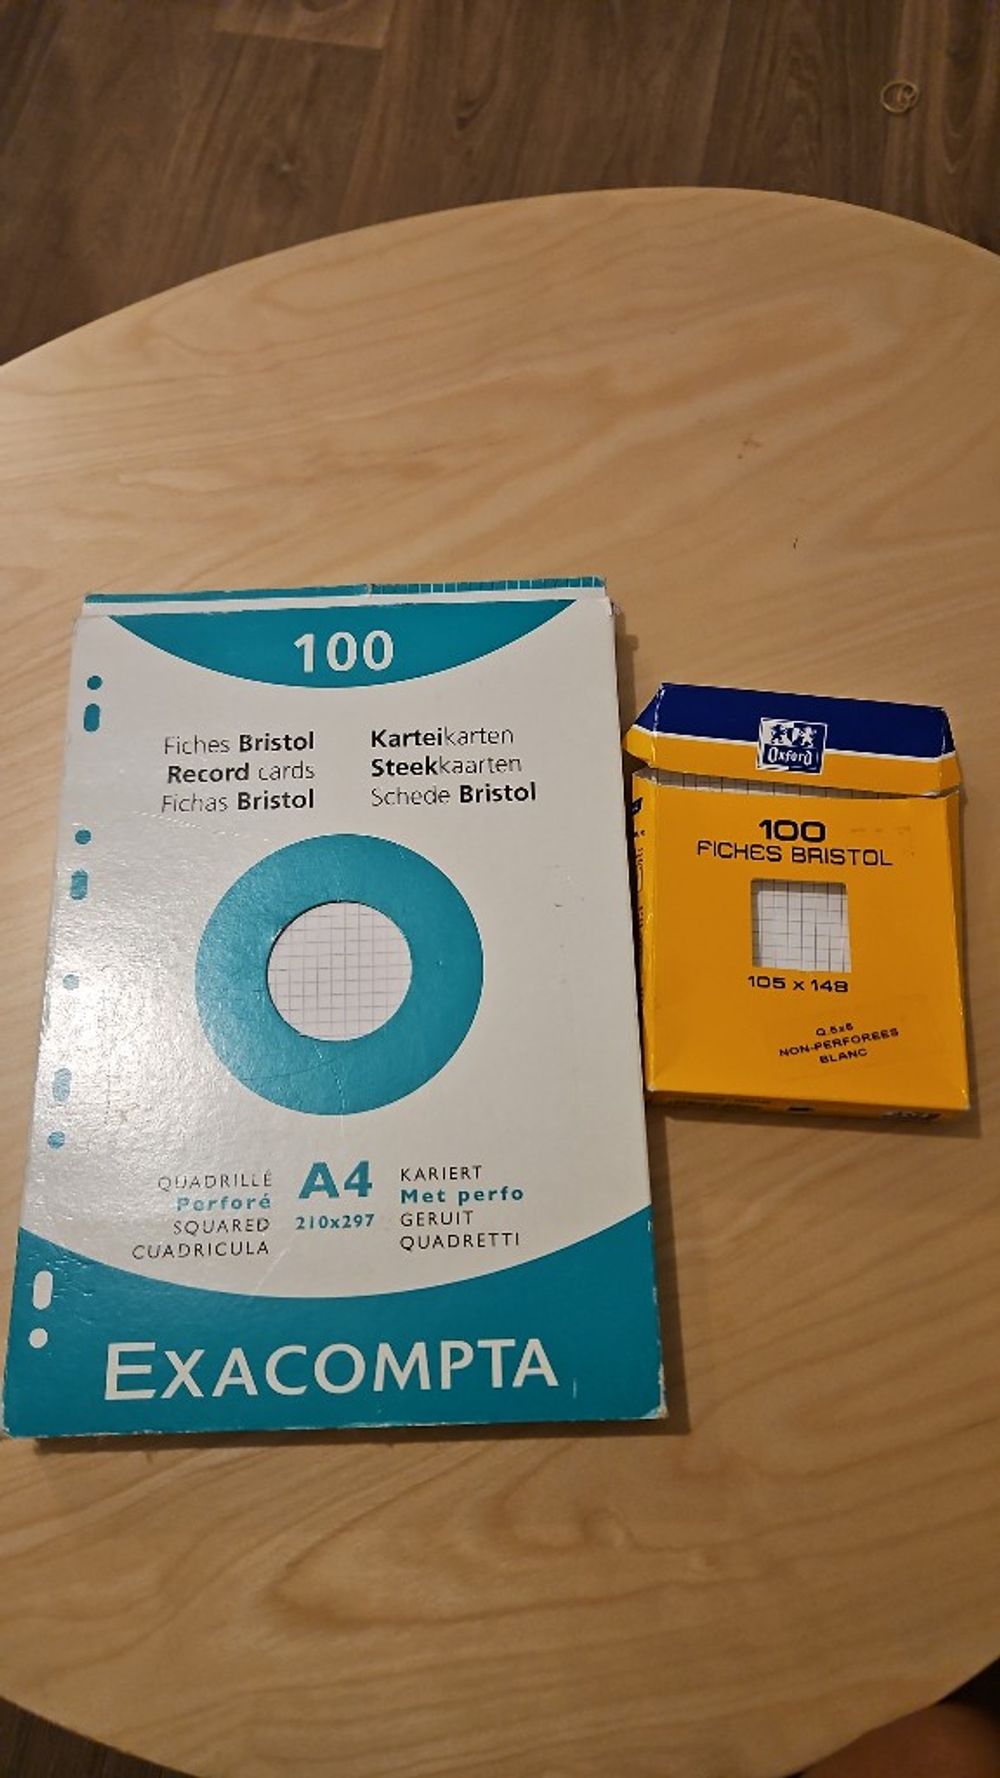 100
Fiches Bristol
Record cards
Fichas Bristol
Karteikarten
Steekkaarten
Schede Bristol
QUADRILLÉ
Perforé
SQUARED
CUADRICULA
A4
210x297
KARIERT
Met perfo
GERUIT
QUADRETTI
EXACOMPTA
Oxford
100
FICHES BRISTOL
105 x 148
Q.5x5
NON-PERFOREES
BLANC